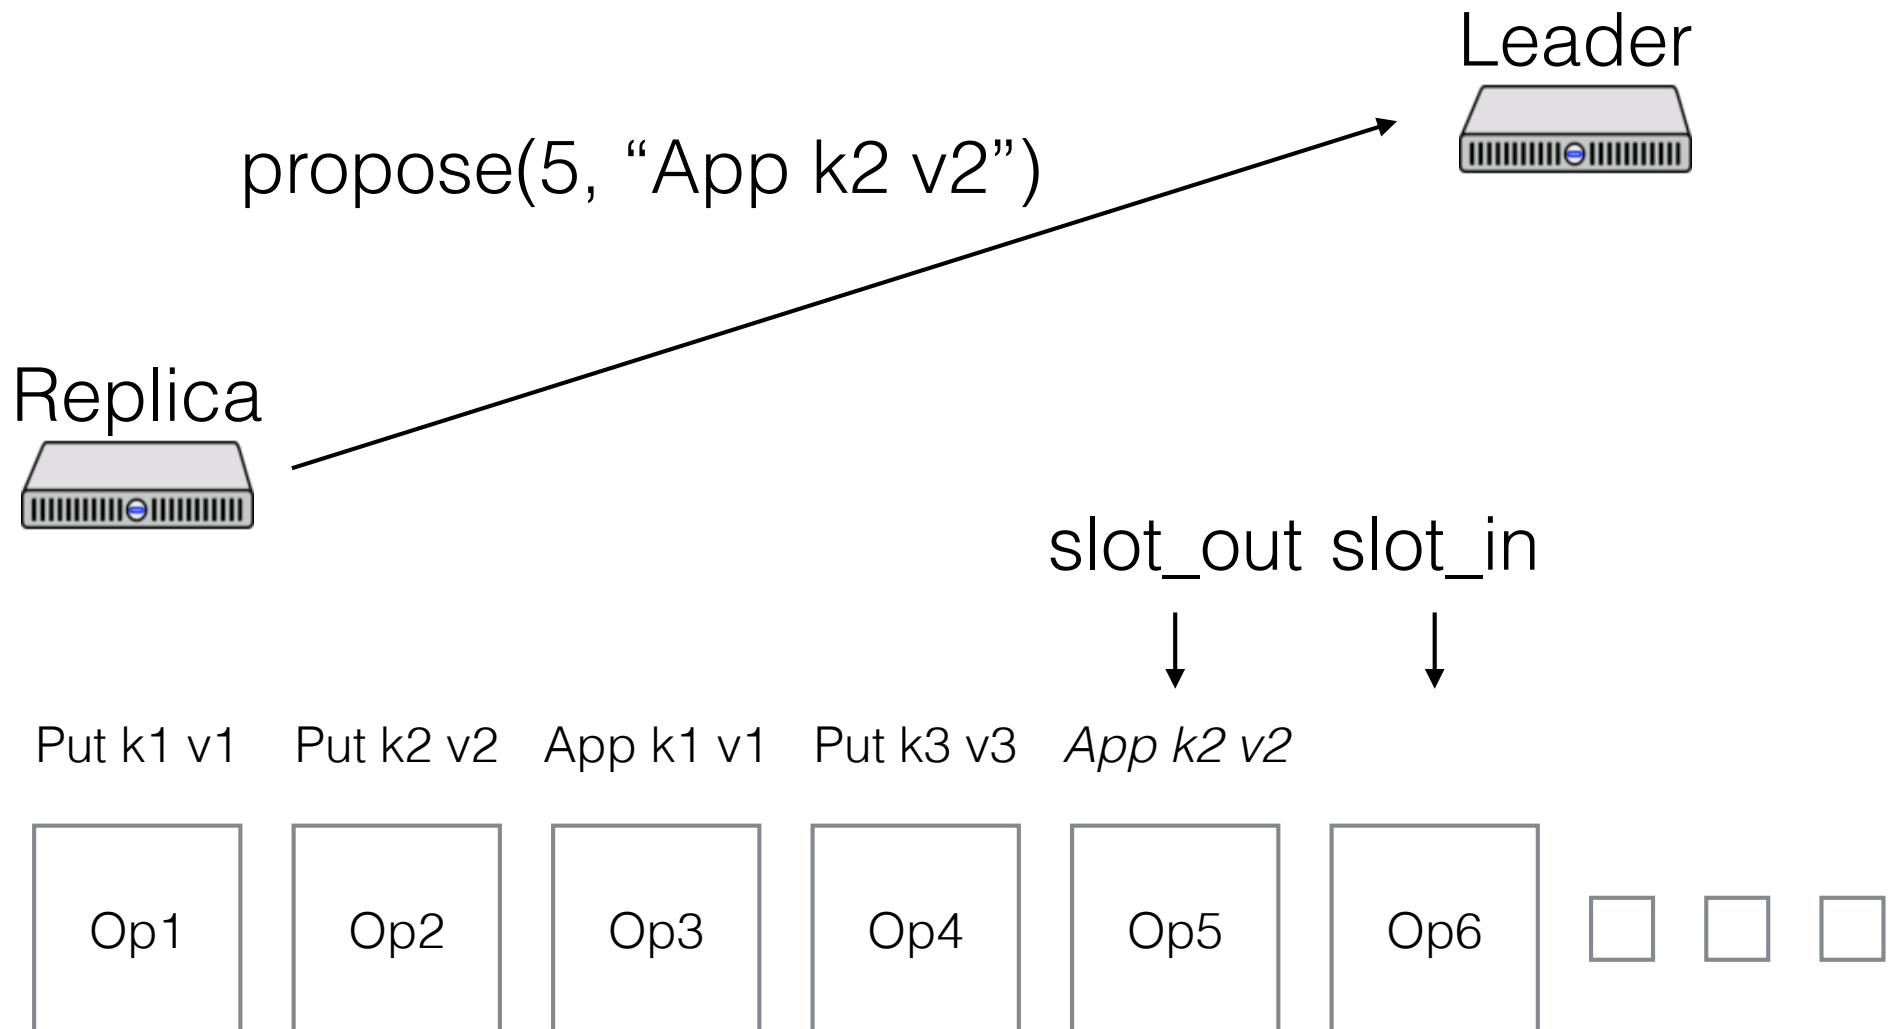 Leader
propose(5, “App k2 v2”)
Replica
slot_out slot_in
Put k1 v1 Put k2 v2 App k1 v1 Put k3 v3 App k2 v2
Op1 Op2 Op3 Op4 Op5 Op6